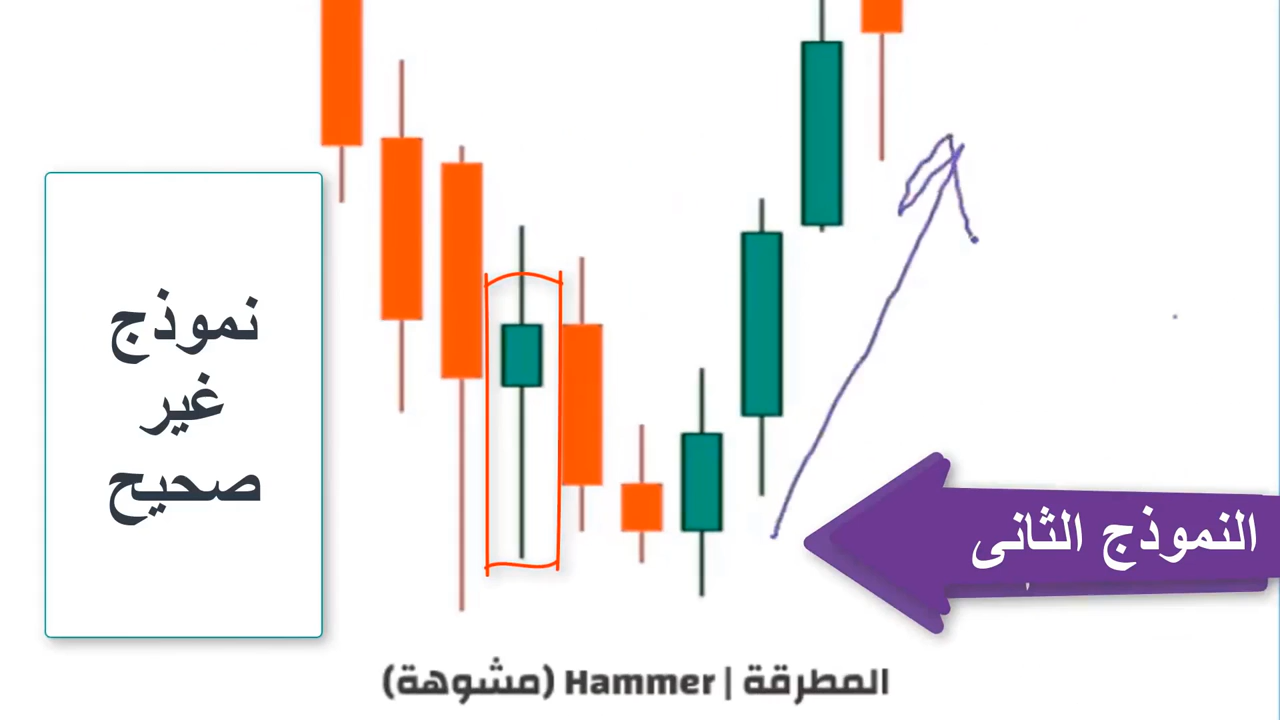 نموذج
غير
صحيح
النموذج الثانى
المطرقة | Hammer (مشوهة)